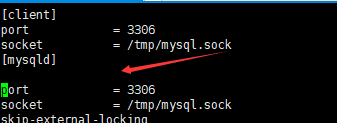 [client]
port            = 3306
socket          = /tmp/mysql.sock
[mysqld]
port            = 3306
socket          = /tmp/mysql.sock
skip-external-locking